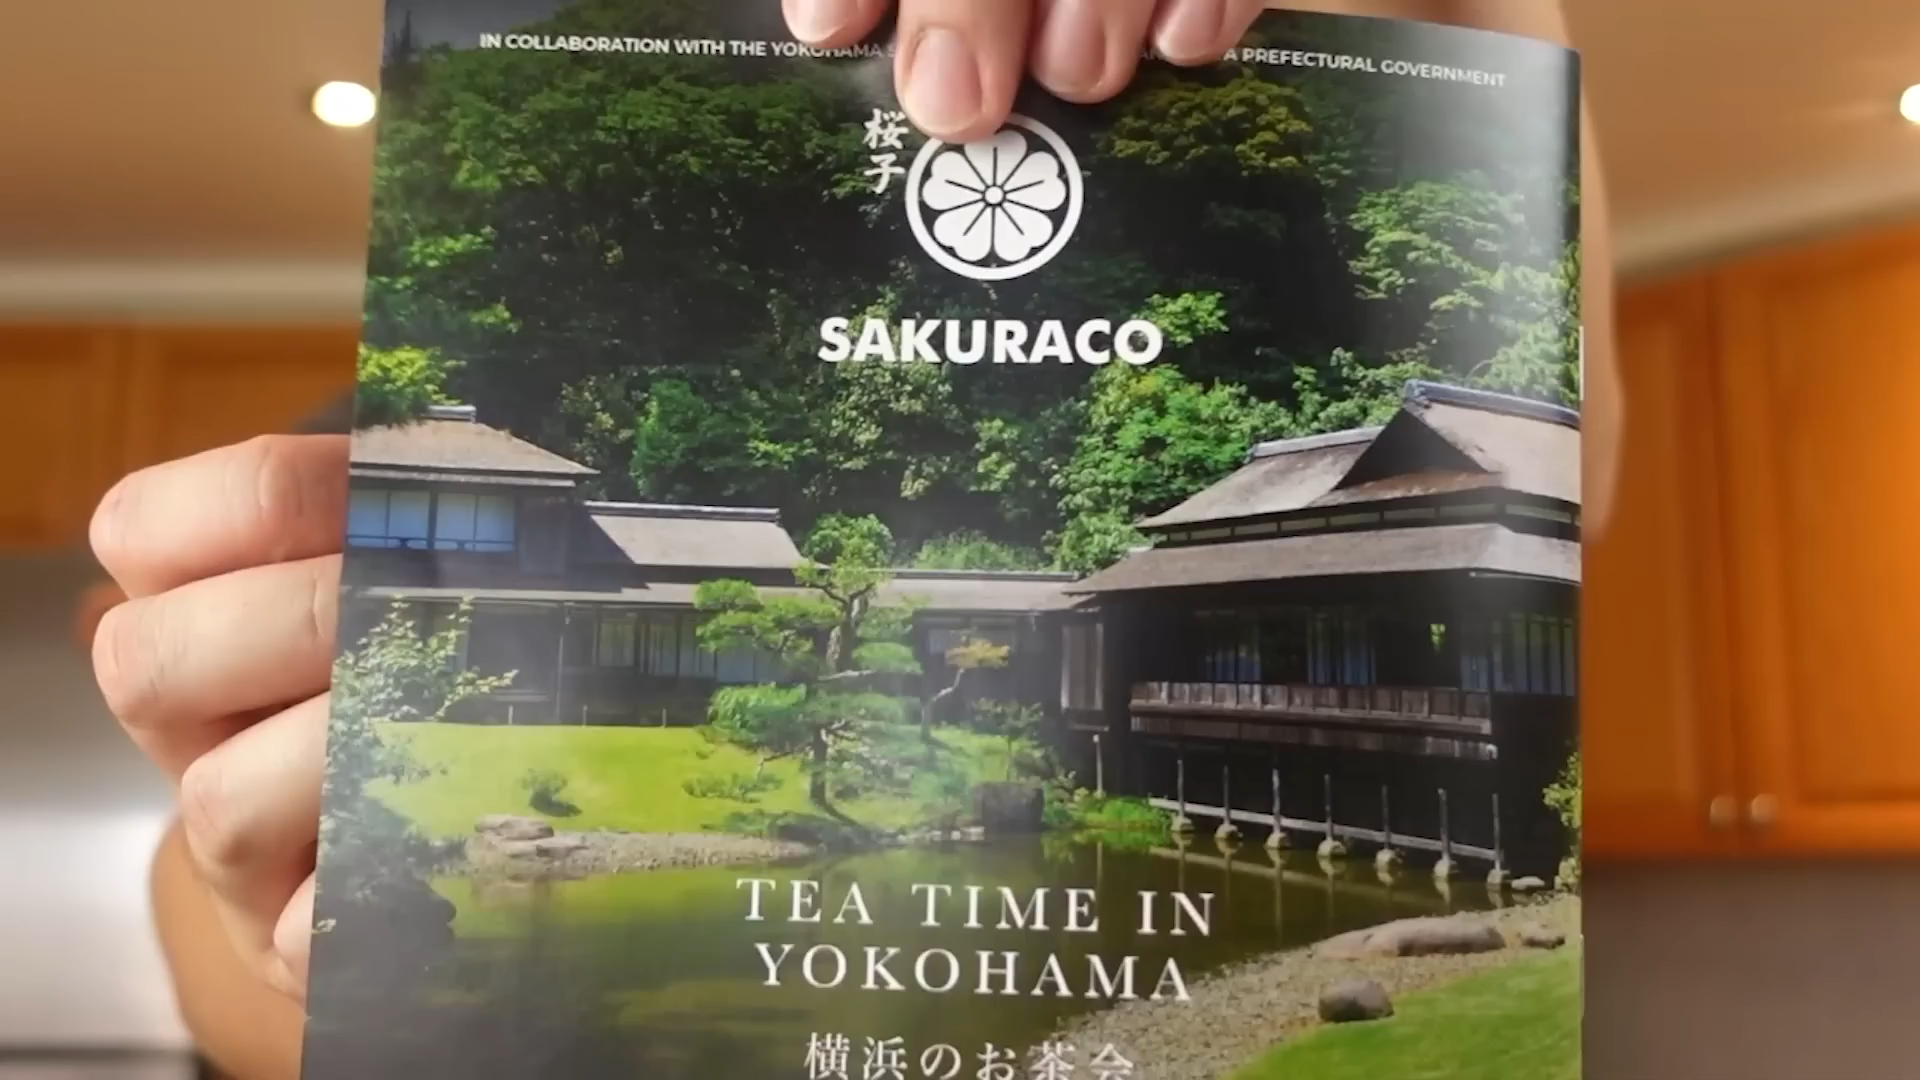 IN COLLABORATION WITH THE YOKOHAMA PREFECTURAL GOVERNMENT
桜子
SAKURACO
TEA TIME IN
YOKOHAMA
横浜のお茶会